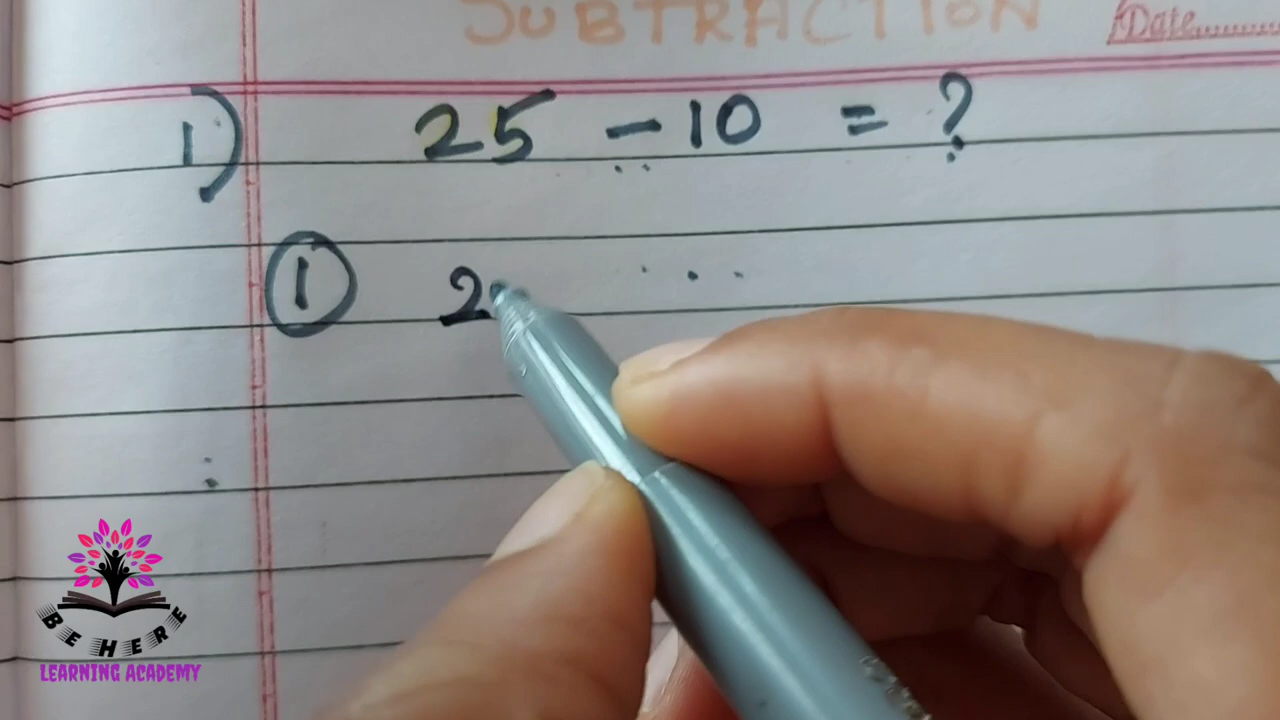 SUBTRACTION
Date..........
1) 25 - 10 = ?
① 2
BE HERE
LEARNING ACADEMY